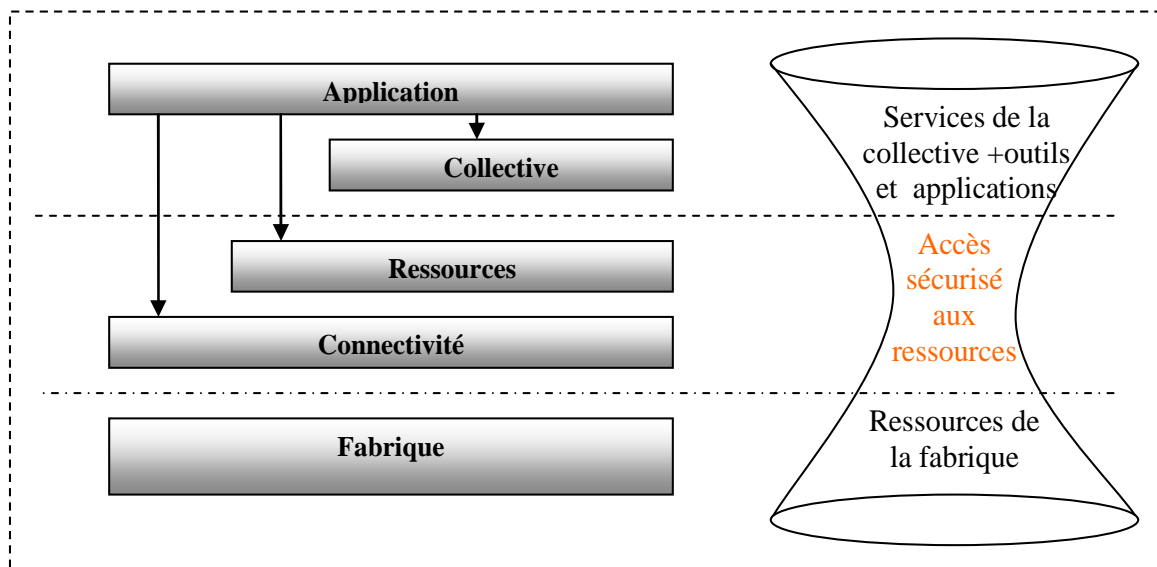 Application
Collective
Ressources
Connectivité
Fabrique
Services de la
collective +outils
et applications
Accès
sécurisé
aux
ressources
Ressources de
la fabrique